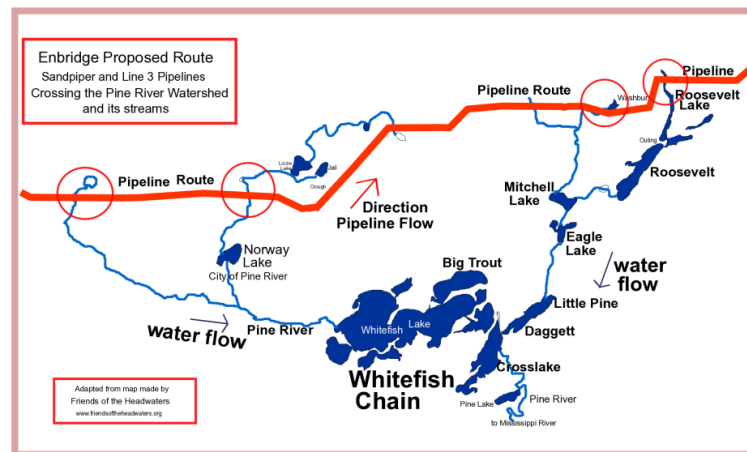 Enbridge Proposed Route
Sandpiper and Line 3 Pipelines
Crossing the Pine River Watershed
and its streams
Pipeline
Pipeline Route
Washburn
Roosevelt
Lake
Outing
Lizzie
Lake
Jail
Clough
Roosevelt
Pipeline Route
Mitchell
Lake
Direction
Pipeline Flow
Eagle
Lake
Norway
Lake
City of Pine River
Big Trout
water
flow
Little Pine
water flow
Pine River
Whitefish Lake
Daggett
Crosslake
Whitefish
Chain
Pine Lake
Pine River
to Mississippi River
Adapted from map made by
Friends of the Headwaters
www.friendsoftheheadwaters.org